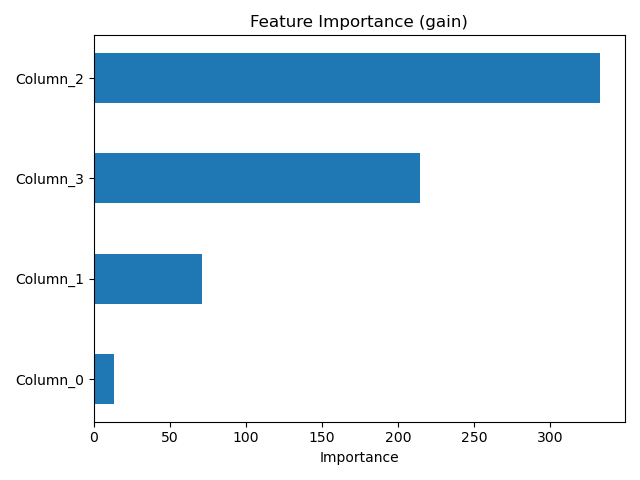 Feature Importance (gain)
Column_2
Column_3
Column_1
Column_0
0 50 100 150 200 250 300
Importance